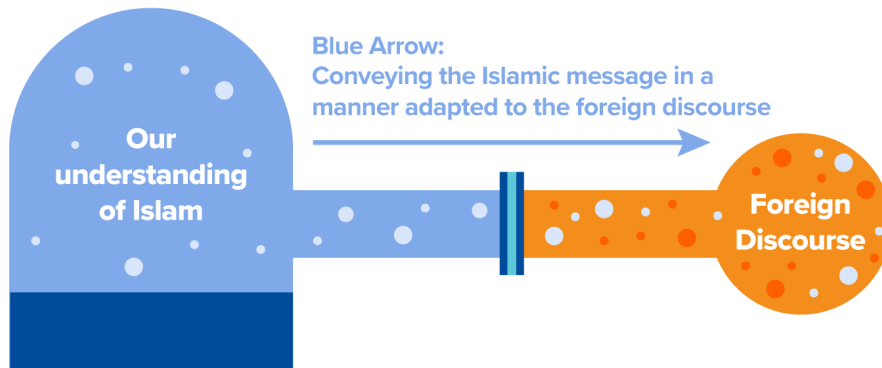 Blue Arrow:
Conveying the Islamic message in a
manner adapted to the foreign discourse
Our
understanding
of Islam
Foreign
Discourse